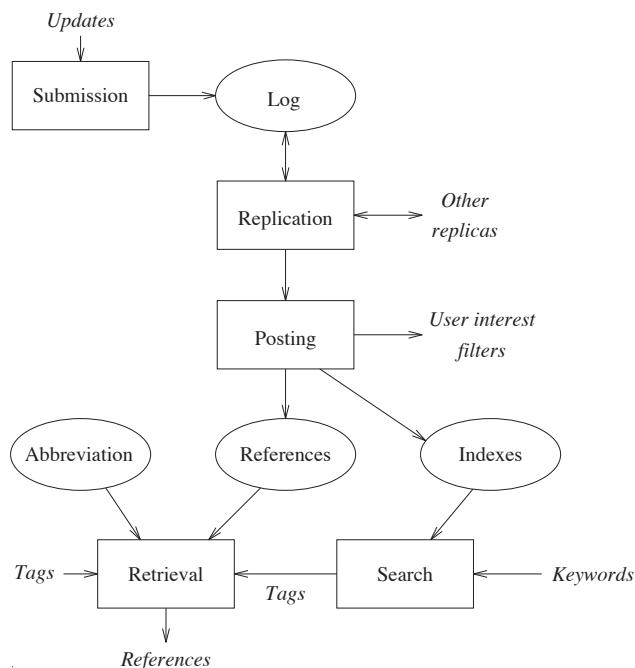 Updates
Submission
Log
Replication
Other
replicas
Posting
User interest
filters
Abbreviation
References
Indexes
Tags
Retrieval
Tags
Search
Keywords
References